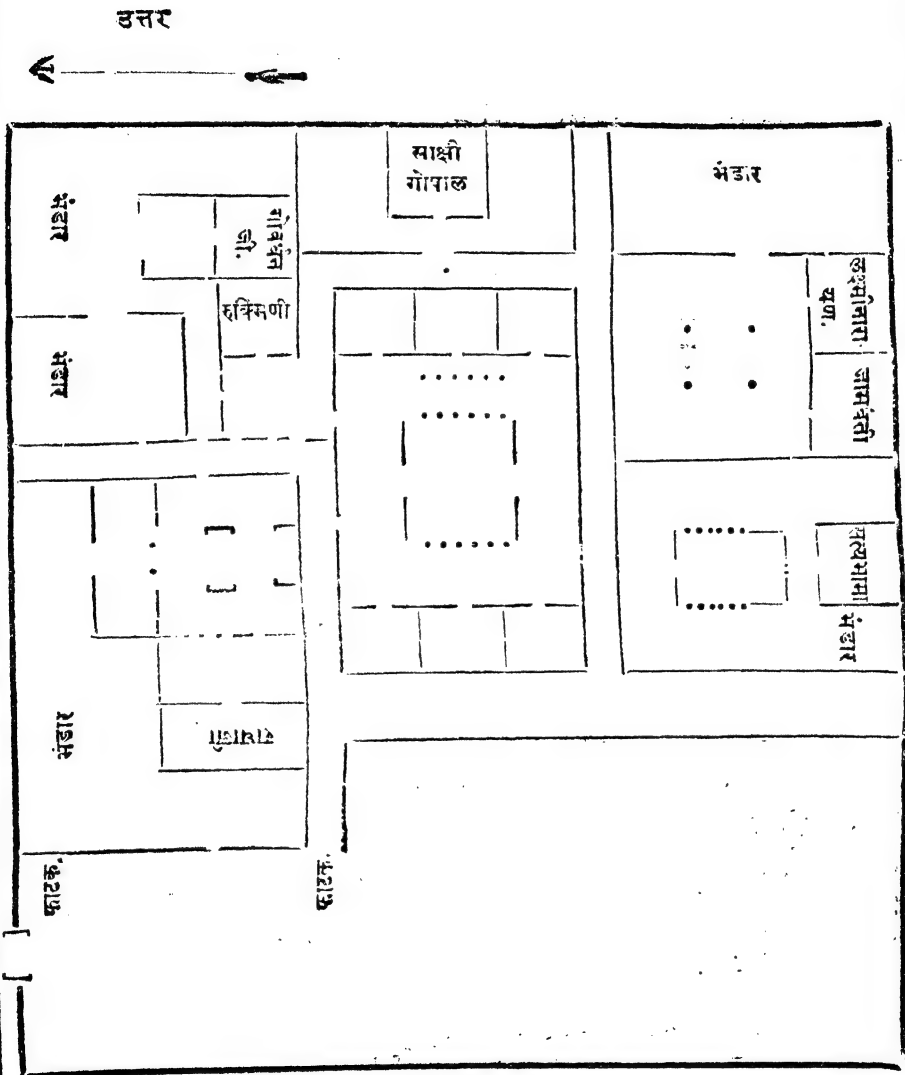 उत्तर
साक्षी
गोपाल
भंडार
भंडार
गोवर्धन
जी.
रुक्मिणी
भंडार
लक्ष्मीनारा-
यण.
जामवंती
सत्यभामा
भंडार
राधाजी
भंडार
फाटक
फाटक